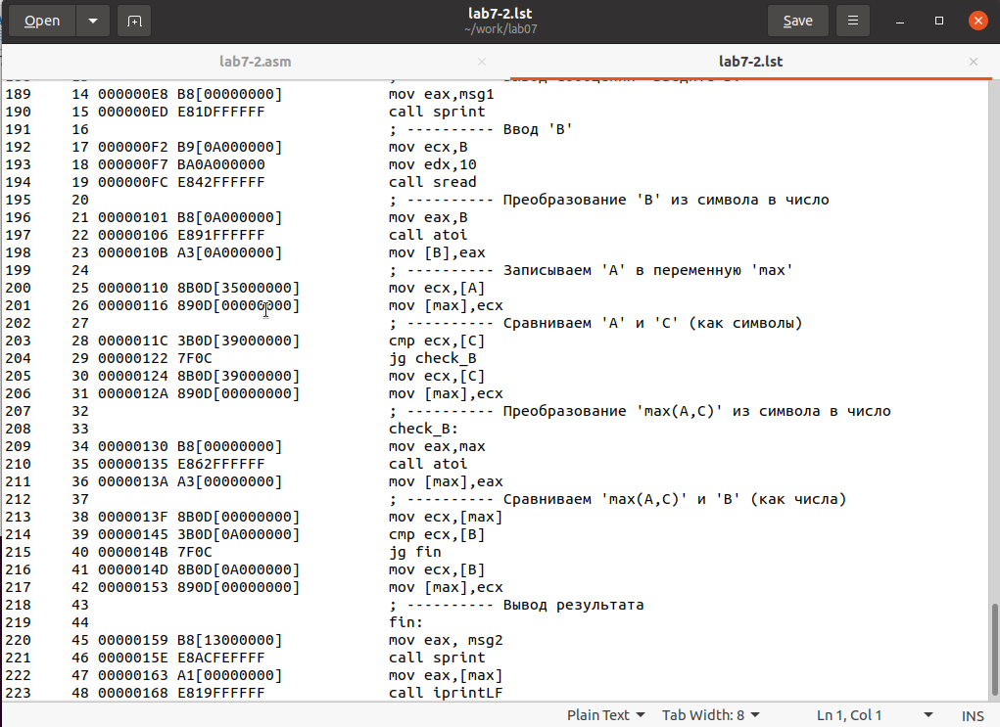 Open
lab7-2.lst
~/work/lab07
Save
lab7-2.asm
lab7-2.lst
189 14 000000E8 B8[00000000] mov eax,msg1
190 15 000000ED E81DFFFFFF call sprint
191 16 ; ---------- Ввод 'B'
192 17 000000F2 B9[0A000000] mov ecx,B
193 18 000000F7 BA0A000000 mov edx,10
194 19 000000FC E842FFFFFF call sread
195 20 ; ---------- Преобразование 'B' из символа в число
196 21 00000101 B8[0A000000] mov eax,B
197 22 00000106 E891FFFFFF call atoi
198 23 0000010B A3[0A000000] mov [B],eax
199 24 ; ---------- Записываем 'A' в переменную 'max'
200 25 00000110 8B0D[35000000] mov ecx,[A]
201 26 00000116 890D[00000000] mov [max],ecx
202 27 ; ---------- Сравниваем 'A' и 'C' (как символы)
203 28 0000011C 3B0D[39000000] cmp ecx,[C]
204 29 00000122 7F0C jg check_B
205 30 00000124 8B0D[39000000] mov ecx,[C]
206 31 0000012A 890D[00000000] mov [max],ecx
207 32 ; ---------- Преобразование 'max(A,C)' из символа в число
208 33 check_B:
209 34 00000130 B8[00000000] mov eax,max
210 35 00000135 E862FFFFFF call atoi
211 36 0000013A A3[00000000] mov [max],eax
212 37 ; ---------- Сравниваем 'max(A,C)' и 'B' (как числа)
213 38 0000013F 8B0D[00000000] mov ecx,[max]
214 39 00000145 3B0D[0A000000] cmp ecx,[B]
215 40 0000014B 7F0C jg fin
216 41 0000014D 8B0D[0A000000] mov ecx,[B]
217 42 00000153 890D[00000000] mov [max],ecx
218 43 ; ---------- Вывод результата
219 44 fin:
220 45 00000159 B8[13000000] mov eax, msg2
221 46 0000015E E8ACFEFFFF call sprint
222 47 00000163 A1[00000000] mov eax,[max]
223 48 00000168 E819FFFFFF call iprintLF
Plain Text Tab Width: 8 Ln 1, Col 1 INS